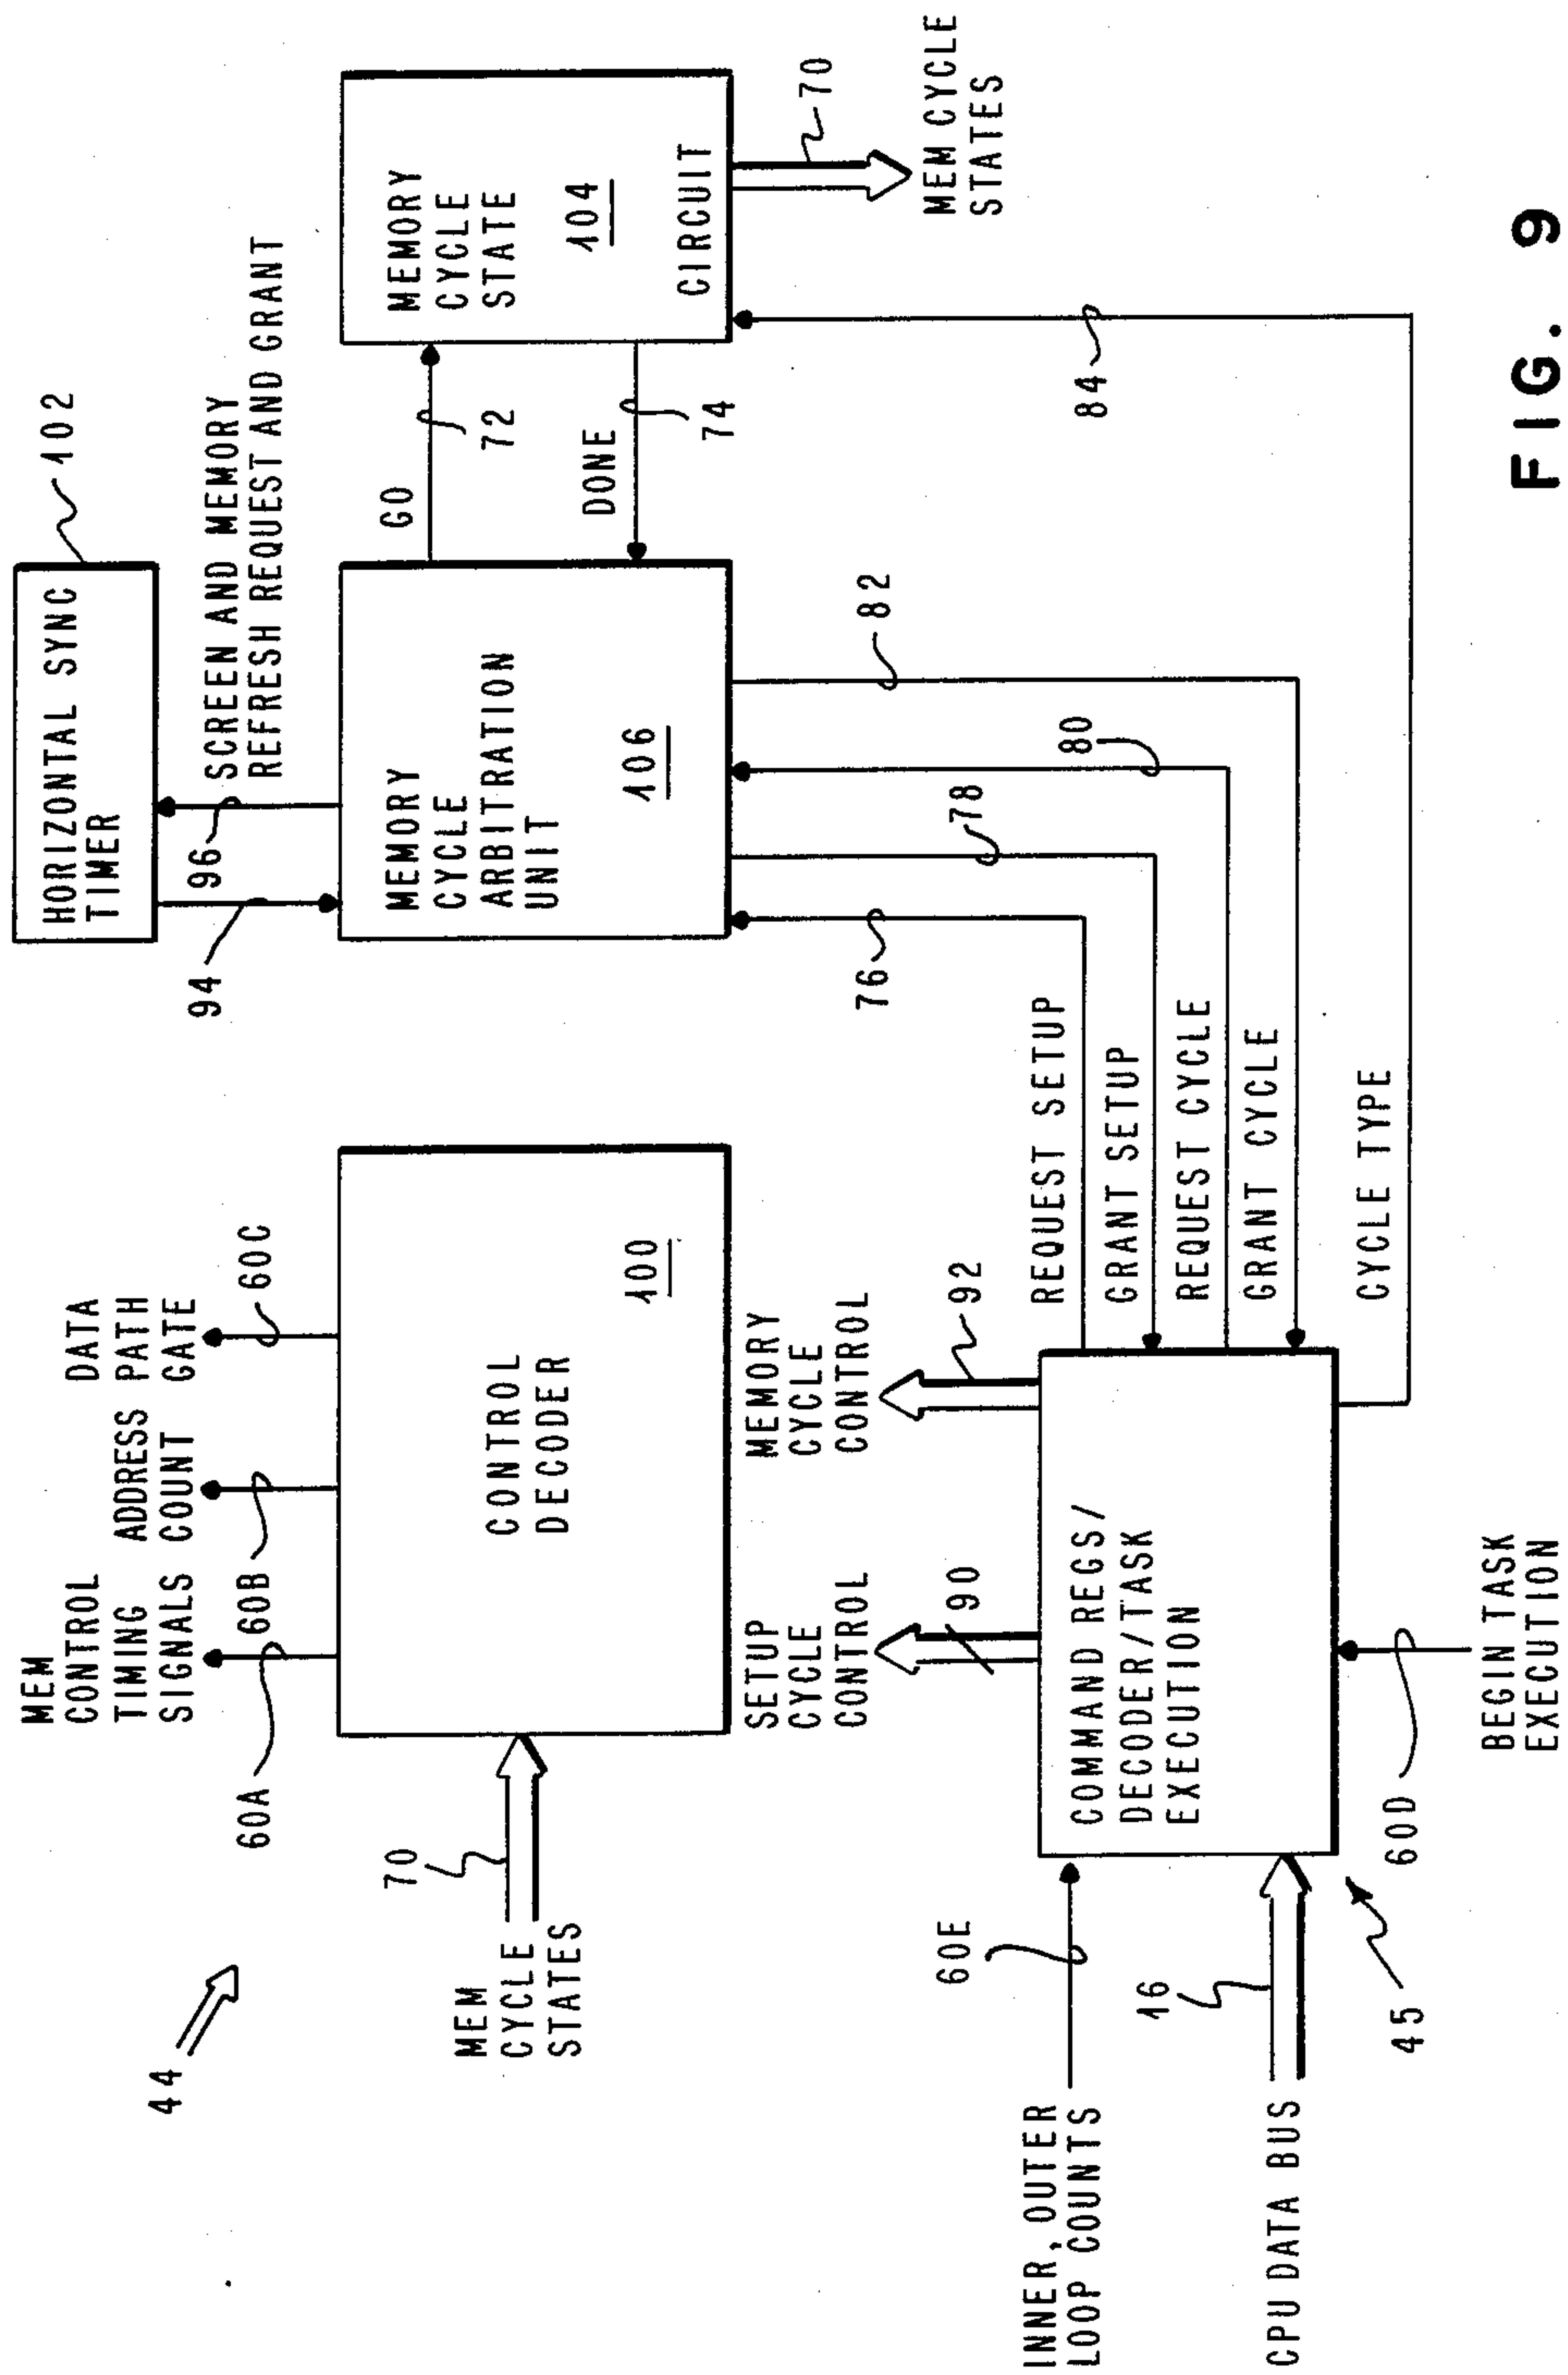 44
MEM
CONTROL
TIMING
SIGNALS
60A
ADDRESS
COUNT
60B
DATA
PATH
GATE
60C
MEM
CYCLE
STATES
70
CONTROL
DECODER
100
HORIZONTAL SYNC
TIMER
102
94
96
SCREEN AND MEMORY
REFRESH REQUEST AND GRANT
MEMORY
CYCLE
ARBITRATION
UNIT
106
GO
72
DONE
74
MEMORY
CYCLE
STATE
104
CIRCUIT
70
MEM CYCLE
STATES
SETUP
CYCLE
CONTROL
90
MEMORY
CYCLE
CONTROL
92
76
78
80
82
84
REQUEST SETUP
GRANT SETUP
REQUEST CYCLE
GRANT CYCLE
CYCLE TYPE
INNER, OUTER
LOOP COUNTS
60E
CPU DATA BUS
16
COMMAND REGS/
DECODER/TASK
EXECUTION
45
60D
BEGIN TASK
EXECUTION
FIG. 9